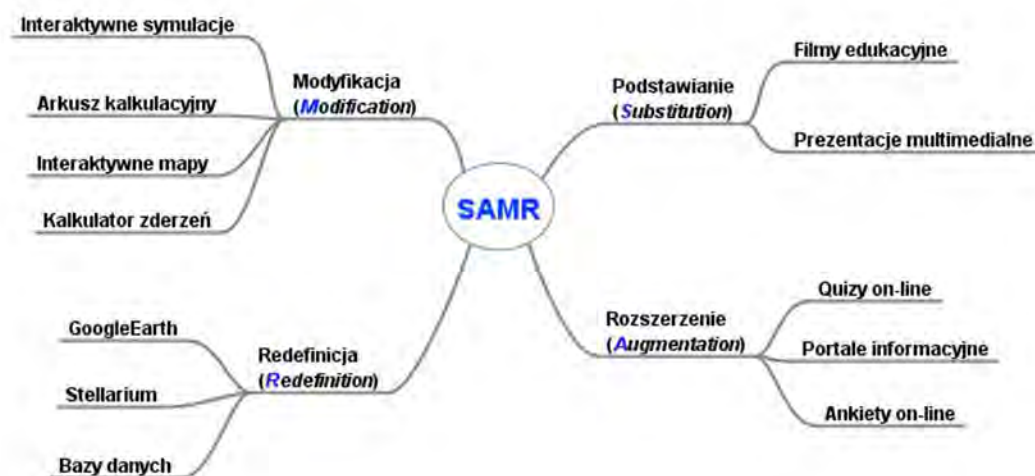 SAMR
Podstawianie
(Substitution)
Filmy edukacyjne
Prezentacje multimedialne
Rozszerzenie
(Augmentation)
Quizy on-line
Portale informacyjne
Ankiety on-line
Modyfikacja
(Modification)
Interaktywne symulacje
Arkusz kalkulacyjny
Interaktywne mapy
Kalkulator zderzeń
Redefinicja
(Redefinition)
GoogleEarth
Stellarium
Bazy danych